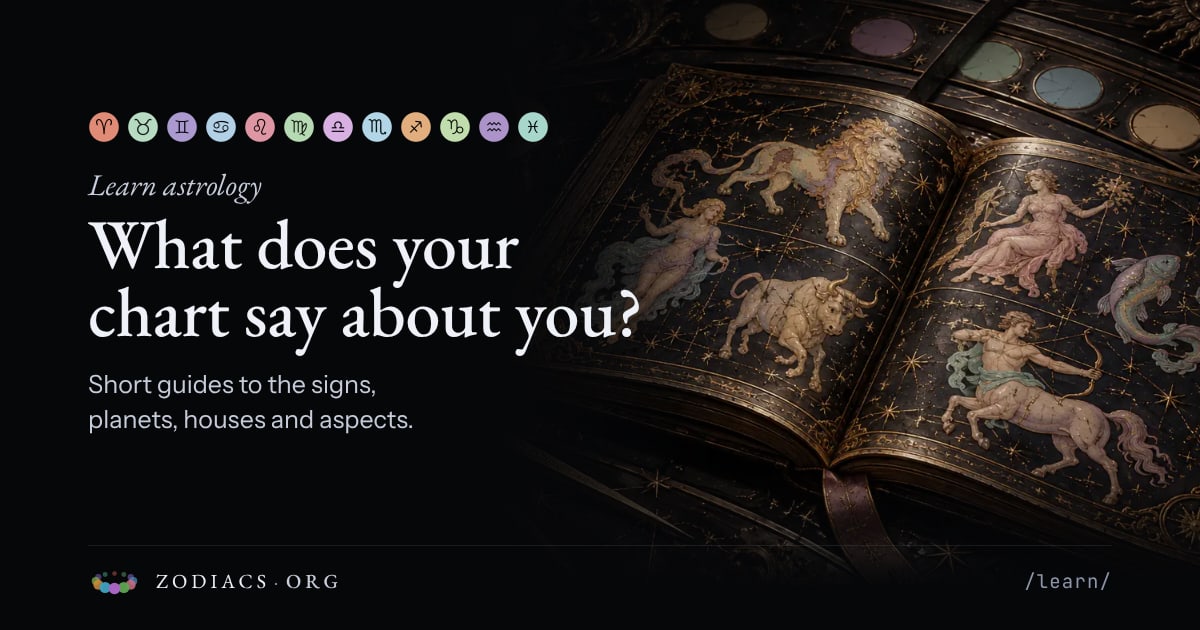 ♈ ♉ ♊ ♋ ♌ ♍ ♎ ♏ ♐ ♑ ♒ ♓
Learn astrology
What does your
chart say about you?
Short guides to the signs,
planets, houses and aspects.
ZODIACS·ORG
/learn/